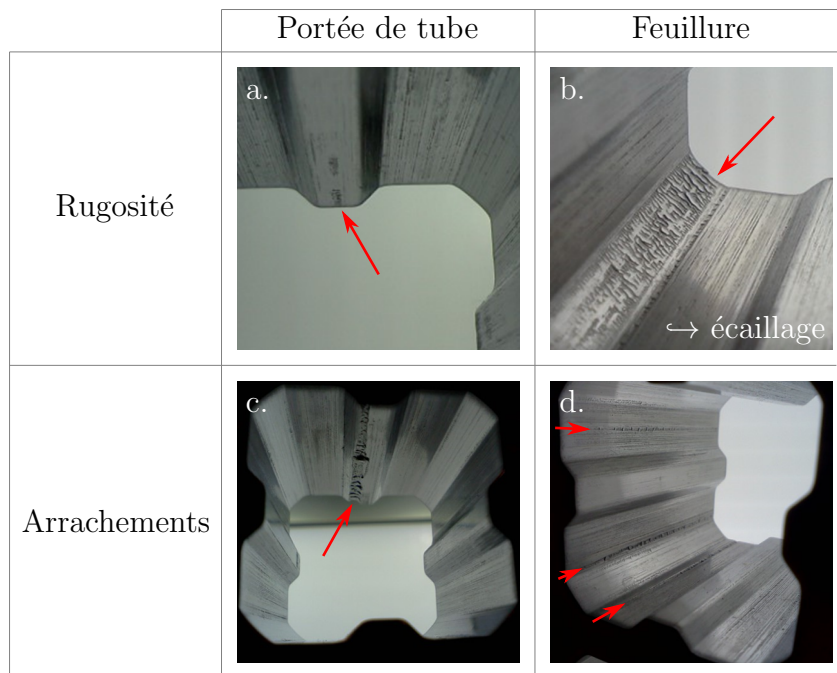 Portée de tube
Feuillure
Rugosité
a.
b.
↪ écaillage
Arrachements
c.
d.